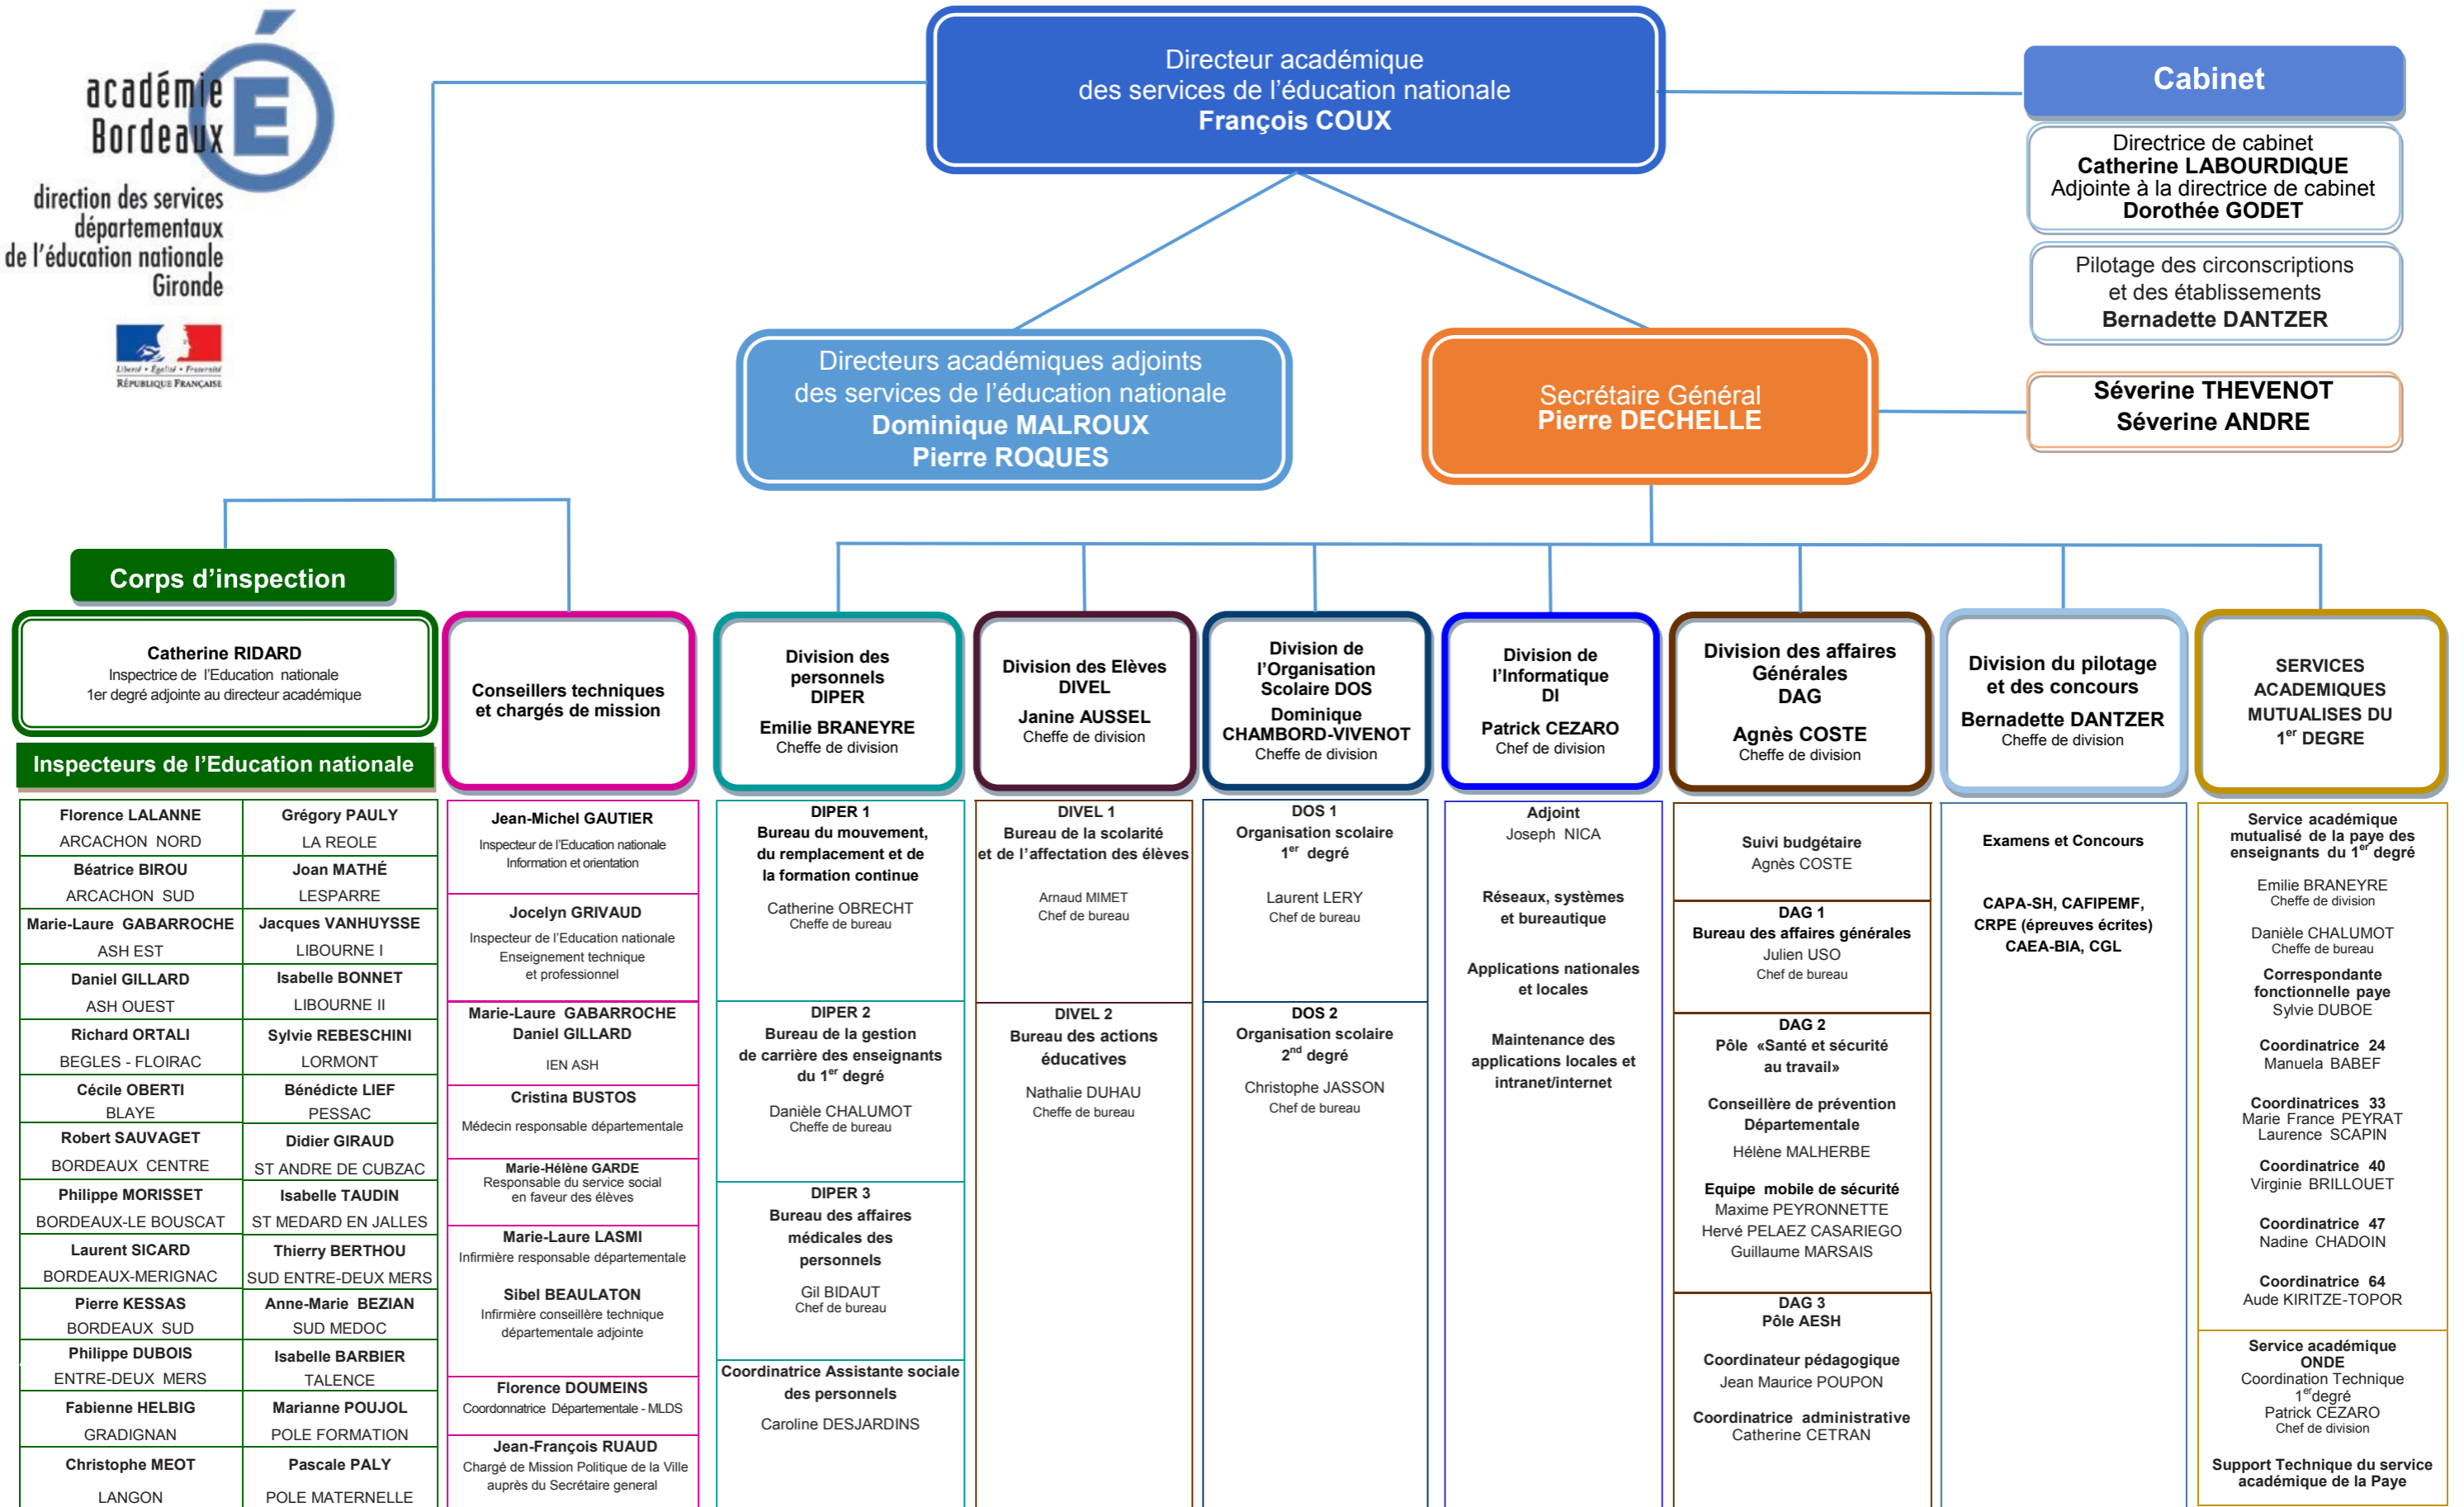 académie
Bordeaux
É
direction des services
départementaux
de l'éducation nationale
Gironde
Liberté • Égalité • Fraternité
RÉPUBLIQUE FRANÇAISE
Directeur académique
des services de l'éducation nationale
François COUX
Cabinet
Directrice de cabinet
Catherine LABOURDIQUE
Adjointe à la directrice de cabinet
Dorothée GODET
Pilotage des circonscriptions
et des établissements
Bernadette DANTZER
Directeurs académiques adjoints
des services de l'éducation nationale
Dominique MALROUX
Pierre ROQUES
Secrétaire Général
Pierre DECHELLE
Séverine THEVENOT
Séverine ANDRE
Corps d'inspection
Catherine RIDARD
Inspectrice de l'Education nationale
1er degré adjointe au directeur académique
Inspecteurs de l'Education nationale
Florence LALANNE
ARCACHON NORD
Béatrice BIROU
ARCACHON SUD
Marie-Laure GABARROCHE
ASH EST
Daniel GILLARD
ASH OUEST
Richard ORTALI
BEGLES - FLOIRAC
Cécile OBERTI
BLAYE
Robert SAUVAGET
BORDEAUX CENTRE
Philippe MORISSET
BORDEAUX-LE BOUSCAT
Laurent SICARD
BORDEAUX-MERIGNAC
Pierre KESSAS
BORDEAUX SUD
Philippe DUBOIS
ENTRE-DEUX MERS
Fabienne HELBIG
GRADIGNAN
Christophe MEOT
LANGON
Grégory PAULY
LA REOLE
Joan MATHÉ
LESPARRE
Jacques VANHUYSSE
LIBOURNE I
Isabelle BONNET
LIBOURNE II
Sylvie REBESCHINI
LORMONT
Bénédicte LIEF
PESSAC
Didier GIRAUD
ST ANDRE DE CUBZAC
Isabelle TAUDIN
ST MEDARD EN JALLES
Thierry BERTHOU
SUD ENTRE-DEUX MERS
Anne-Marie BEZIAN
SUD MEDOC
Isabelle BARBIER
TALENCE
Marianne POUJOL
POLE FORMATION
Pascale PALY
POLE MATERNELLE
Conseillers techniques
et chargés de mission
Jean-Michel GAUTIER
Inspecteur de l'Education nationale
Information et orientation
Jocelyn GRIVAUD
Inspecteur de l'Education nationale
Enseignement technique
et professionnel
Marie-Laure GABARROCHE
Daniel GILLARD
IEN ASH
Cristina BUSTOS
Médecin responsable départementale
Marie-Hélène GARDE
Responsable du service social
en faveur des élèves
Marie-Laure LASMI
Infirmière responsable départementale
Sibel BEAULATON
Infirmière conseillère technique
départementale adjointe
Florence DOUMEINS
Coordonnatrice Départementale - MLDS
Jean-François RUAUD
Chargé de Mission Politique de la Ville
auprès du Secrétaire general
Division des
personnels
DIPER
Emilie BRANEYRE
Cheffe de division
DIPER 1
Bureau du mouvement,
du remplacement et de
la formation continue
Catherine OBRECHT
Cheffe de bureau
DIPER 2
Bureau de la gestion
de carrière des enseignants
du 1er degré
Danièle CHALUMOT
Cheffe de bureau
DIPER 3
Bureau des affaires
médicales des
personnels
Gil BIDAUT
Chef de bureau
Coordinatrice Assistante sociale
des personnels
Caroline DESJARDINS
Division des Elèves
DIVEL
Janine AUSSEL
Cheffe de division
DIVEL 1
Bureau de la scolarité
et de l'affectation des élèves
Arnaud MIMET
Chef de bureau
DIVEL 2
Bureau des actions
éducatives
Nathalie DUHAU
Cheffe de bureau
Division de
l'Organisation
Scolaire DOS
Dominique
CHAMBORD-VIVENOT
Cheffe de division
DOS 1
Organisation scolaire
1er degré
Laurent LERY
Chef de bureau
DOS 2
Organisation scolaire
2nd degré
Christophe JASSON
Chef de bureau
Division de
l'Informatique
DI
Patrick CEZARO
Chef de division
Adjoint
Joseph NICA
Réseaux, systèmes
et bureautique
Applications nationales
et locales
Maintenance des
applications locales et
intranet/internet
Division des affaires
Générales
DAG
Agnès COSTE
Cheffe de division
Suivi budgétaire
Agnès COSTE
DAG 1
Bureau des affaires générales
Julien USO
Chef de bureau
DAG 2
Pôle «Santé et sécurité
au travail»
Conseillère de prévention
Départementale
Hélène MALHERBE
Equipe mobile de sécurité
Maxime PEYRONNETTE
Hervé PELAEZ CASARIEGO
Guillaume MARSAIS
DAG 3
Pôle AESH
Coordinateur pédagogique
Jean Maurice POUPON
Coordinatrice administrative
Catherine CETRAN
Division du pilotage
et des concours
Bernadette DANTZER
Cheffe de division
Examens et Concours
CAPA-SH, CAFIPEMF,
CRPE (épreuves écrites)
CAEA-BIA, CGL
SERVICES
ACADEMIQUES
MUTUALISES DU
1er DEGRE
Service académique
mutualisé de la paye des
enseignants du 1er degré
Emilie BRANEYRE
Cheffe de division
Danièle CHALUMOT
Cheffe de bureau
Correspondante
fonctionnelle paye
Sylvie DUBOE
Coordinatrice 24
Manuela BABEF
Coordinatrices 33
Marie France PEYRAT
Laurence SCAPIN
Coordinatrice 40
Virginie BRILLOUET
Coordinatrice 47
Nadine CHADOIN
Coordinatrice 64
Aude KIRITZE-TOPOR
Service académique
ONDE
Coordination Technique
1erdegré
Patrick CEZARO
Chef de division
Support Technique du service
académique de la Paye